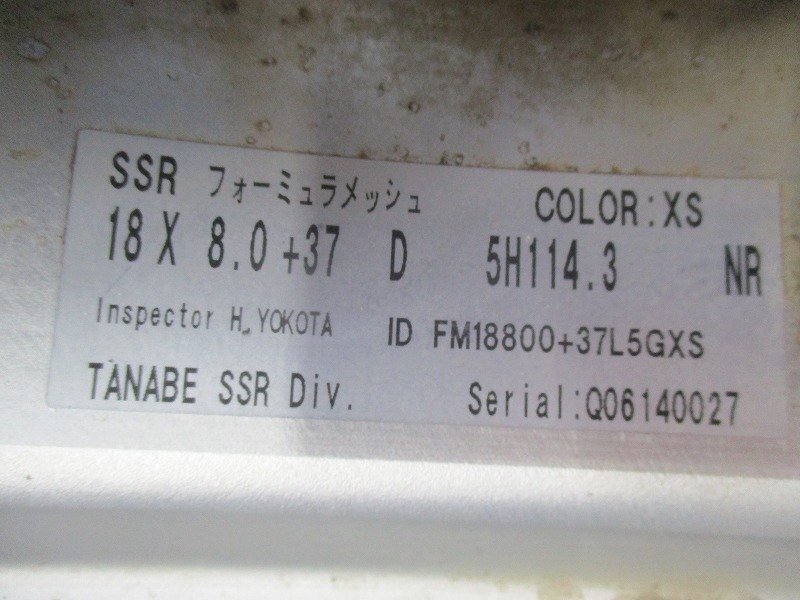 SSR フォーミュラメッシュ COLOR:XS
18 X 8.0 +37 D 5H114.3 NR
Inspector H.YOKOTA ID FM18800+37L5GXS
TANABE SSR Div. Serial:Q06140027